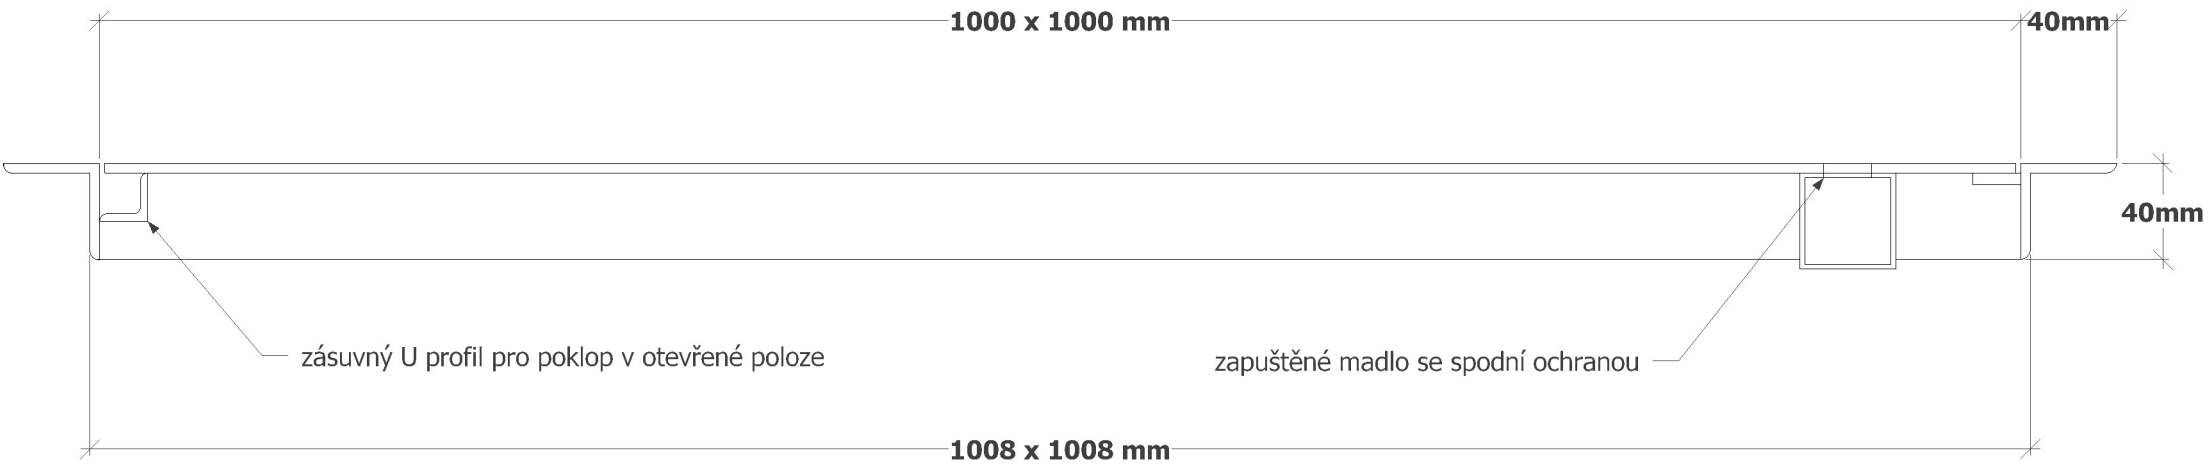 1000 x 1000 mm
40mm
40mm
zásuvný U profil pro poklop v otevřené poloze
zapuštěné madlo se spodní ochranou
1008 x 1008 mm